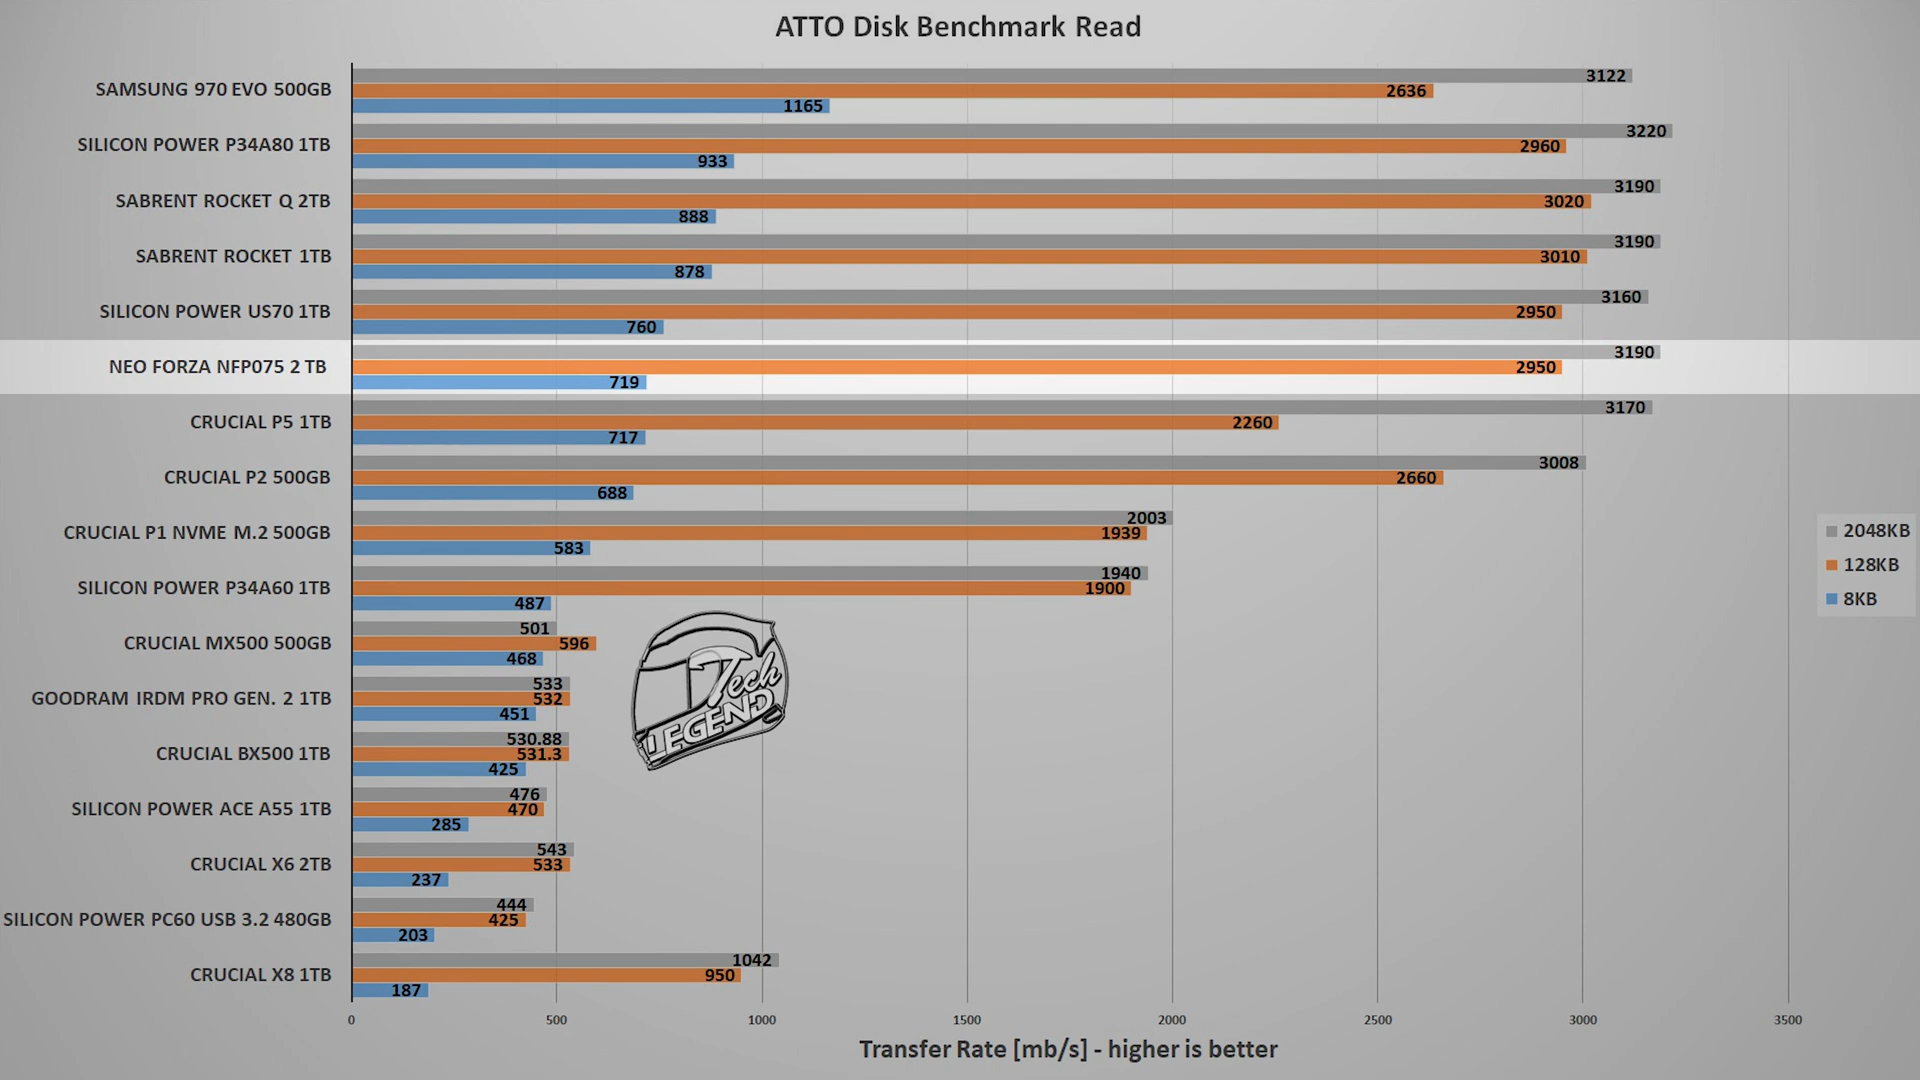 ATTO Disk Benchmark Read
SAMSUNG 970 EVO 500GB
3122
2636
1165
SILICON POWER P34A80 1TB
3220
2960
933
SABRENT ROCKET Q 2TB
3190
3020
888
SABRENT ROCKET 1TB
3190
3010
878
SILICON POWER US70 1TB
3160
2950
760
NEO FORZA NFP075 2 TB
3190
2950
719
CRUCIAL P5 1TB
3170
2260
717
CRUCIAL P2 500GB
3008
2660
688
CRUCIAL P1 NVME M.2 500GB
2003
1939
583
SILICON POWER P34A60 1TB
1940
1900
487
CRUCIAL MX500 500GB
501
596
468
GOODRAM IRDM PRO GEN. 2 1TB
533
532
451
CRUCIAL BX500 1TB
530.88
531.3
425
SILICON POWER ACE A55 1TB
476
470
285
CRUCIAL X6 2TB
543
533
237
SILICON POWER PC60 USB 3.2 480GB
444
425
203
CRUCIAL X8 1TB
1042
950
187
Tech
LEGEND
2048KB
128KB
8KB
0 500 1000 1500 2000 2500 3000 3500
Transfer Rate [mb/s] - higher is better